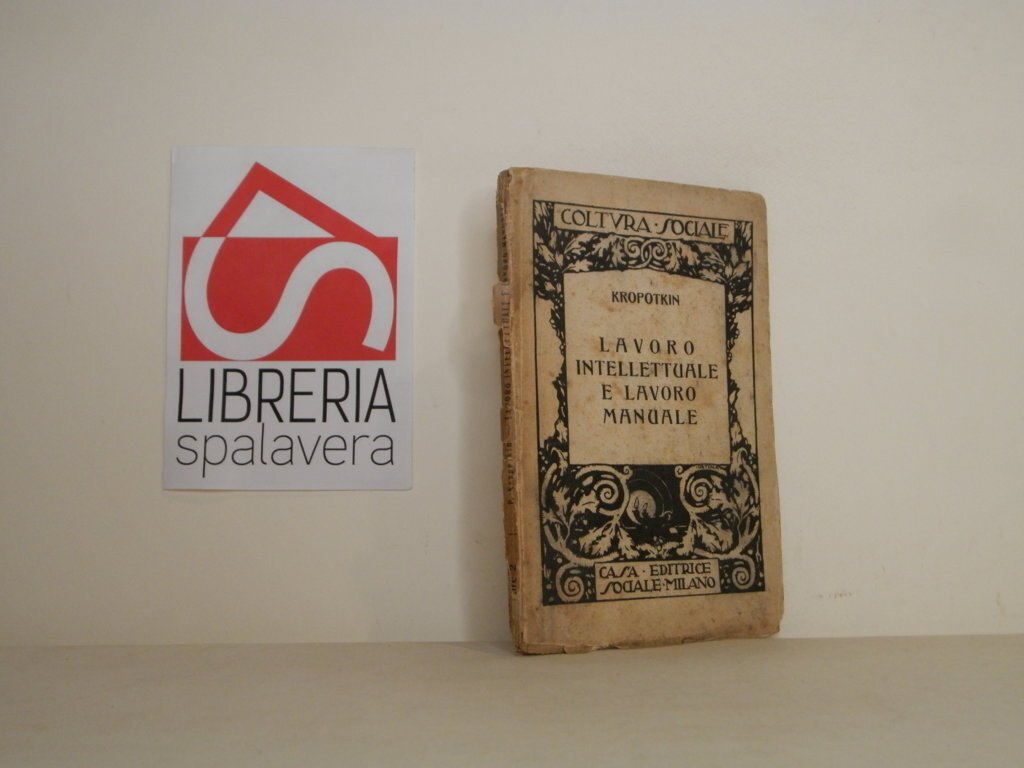 LIBRERIA
spalavera
COLTVRA · SOCIALE
KROPOTKIN
LAVORO
INTELLETTUALE
E LAVORO
MANUALE
CASA · EDITRICE
SOCIALE · MILANO